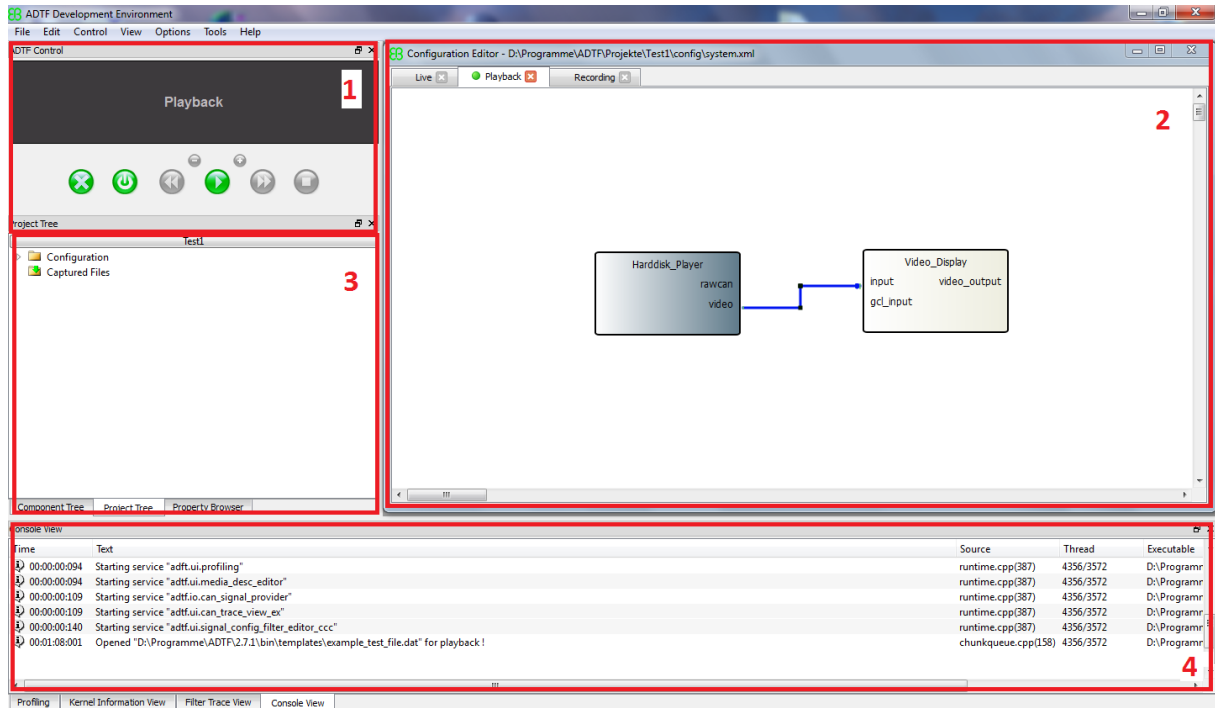 ADTF Development Environment
File Edit Control View Options Tools Help
ADTF Control
Playback
1
Project Tree
Test1
Configuration
Captured Files
3
Component Tree Project Tree Property Browser
Configuration Editor - D:\Programme\ADTF\Projekte\Test1\config\system.xml
Live Playback Recording
2
Harddisk_Player
rawcan
video
Video_Display
input video_output
gcl_input
Console View
Time Text Source Thread Executable
00:00:00:094 Starting service "adtf.ui.profiling" runtime.cpp(387) 4356/3572 D:\Programr
00:00:00:094 Starting service "adtf.ui.media_desc_editor" runtime.cpp(387) 4356/3572 D:\Programr
00:00:00:109 Starting service "adtf.io.can_signal_provider" runtime.cpp(387) 4356/3572 D:\Programr
00:00:00:109 Starting service "adtf.ui.can_trace_view_ex" runtime.cpp(387) 4356/3572 D:\Programr
00:00:00:140 Starting service "adtf.ui.signal_config_filter_editor_ccc" runtime.cpp(387) 4356/3572 D:\Programr
00:01:08:001 Opened "D:\Programme\ADTF\2.7.1\bin\templates\example_test_file.dat" for playback ! chunkqueue.cpp(158) 4356/3572 D:\Programr
4
Profiling Kernel Information View Filter Trace View Console View